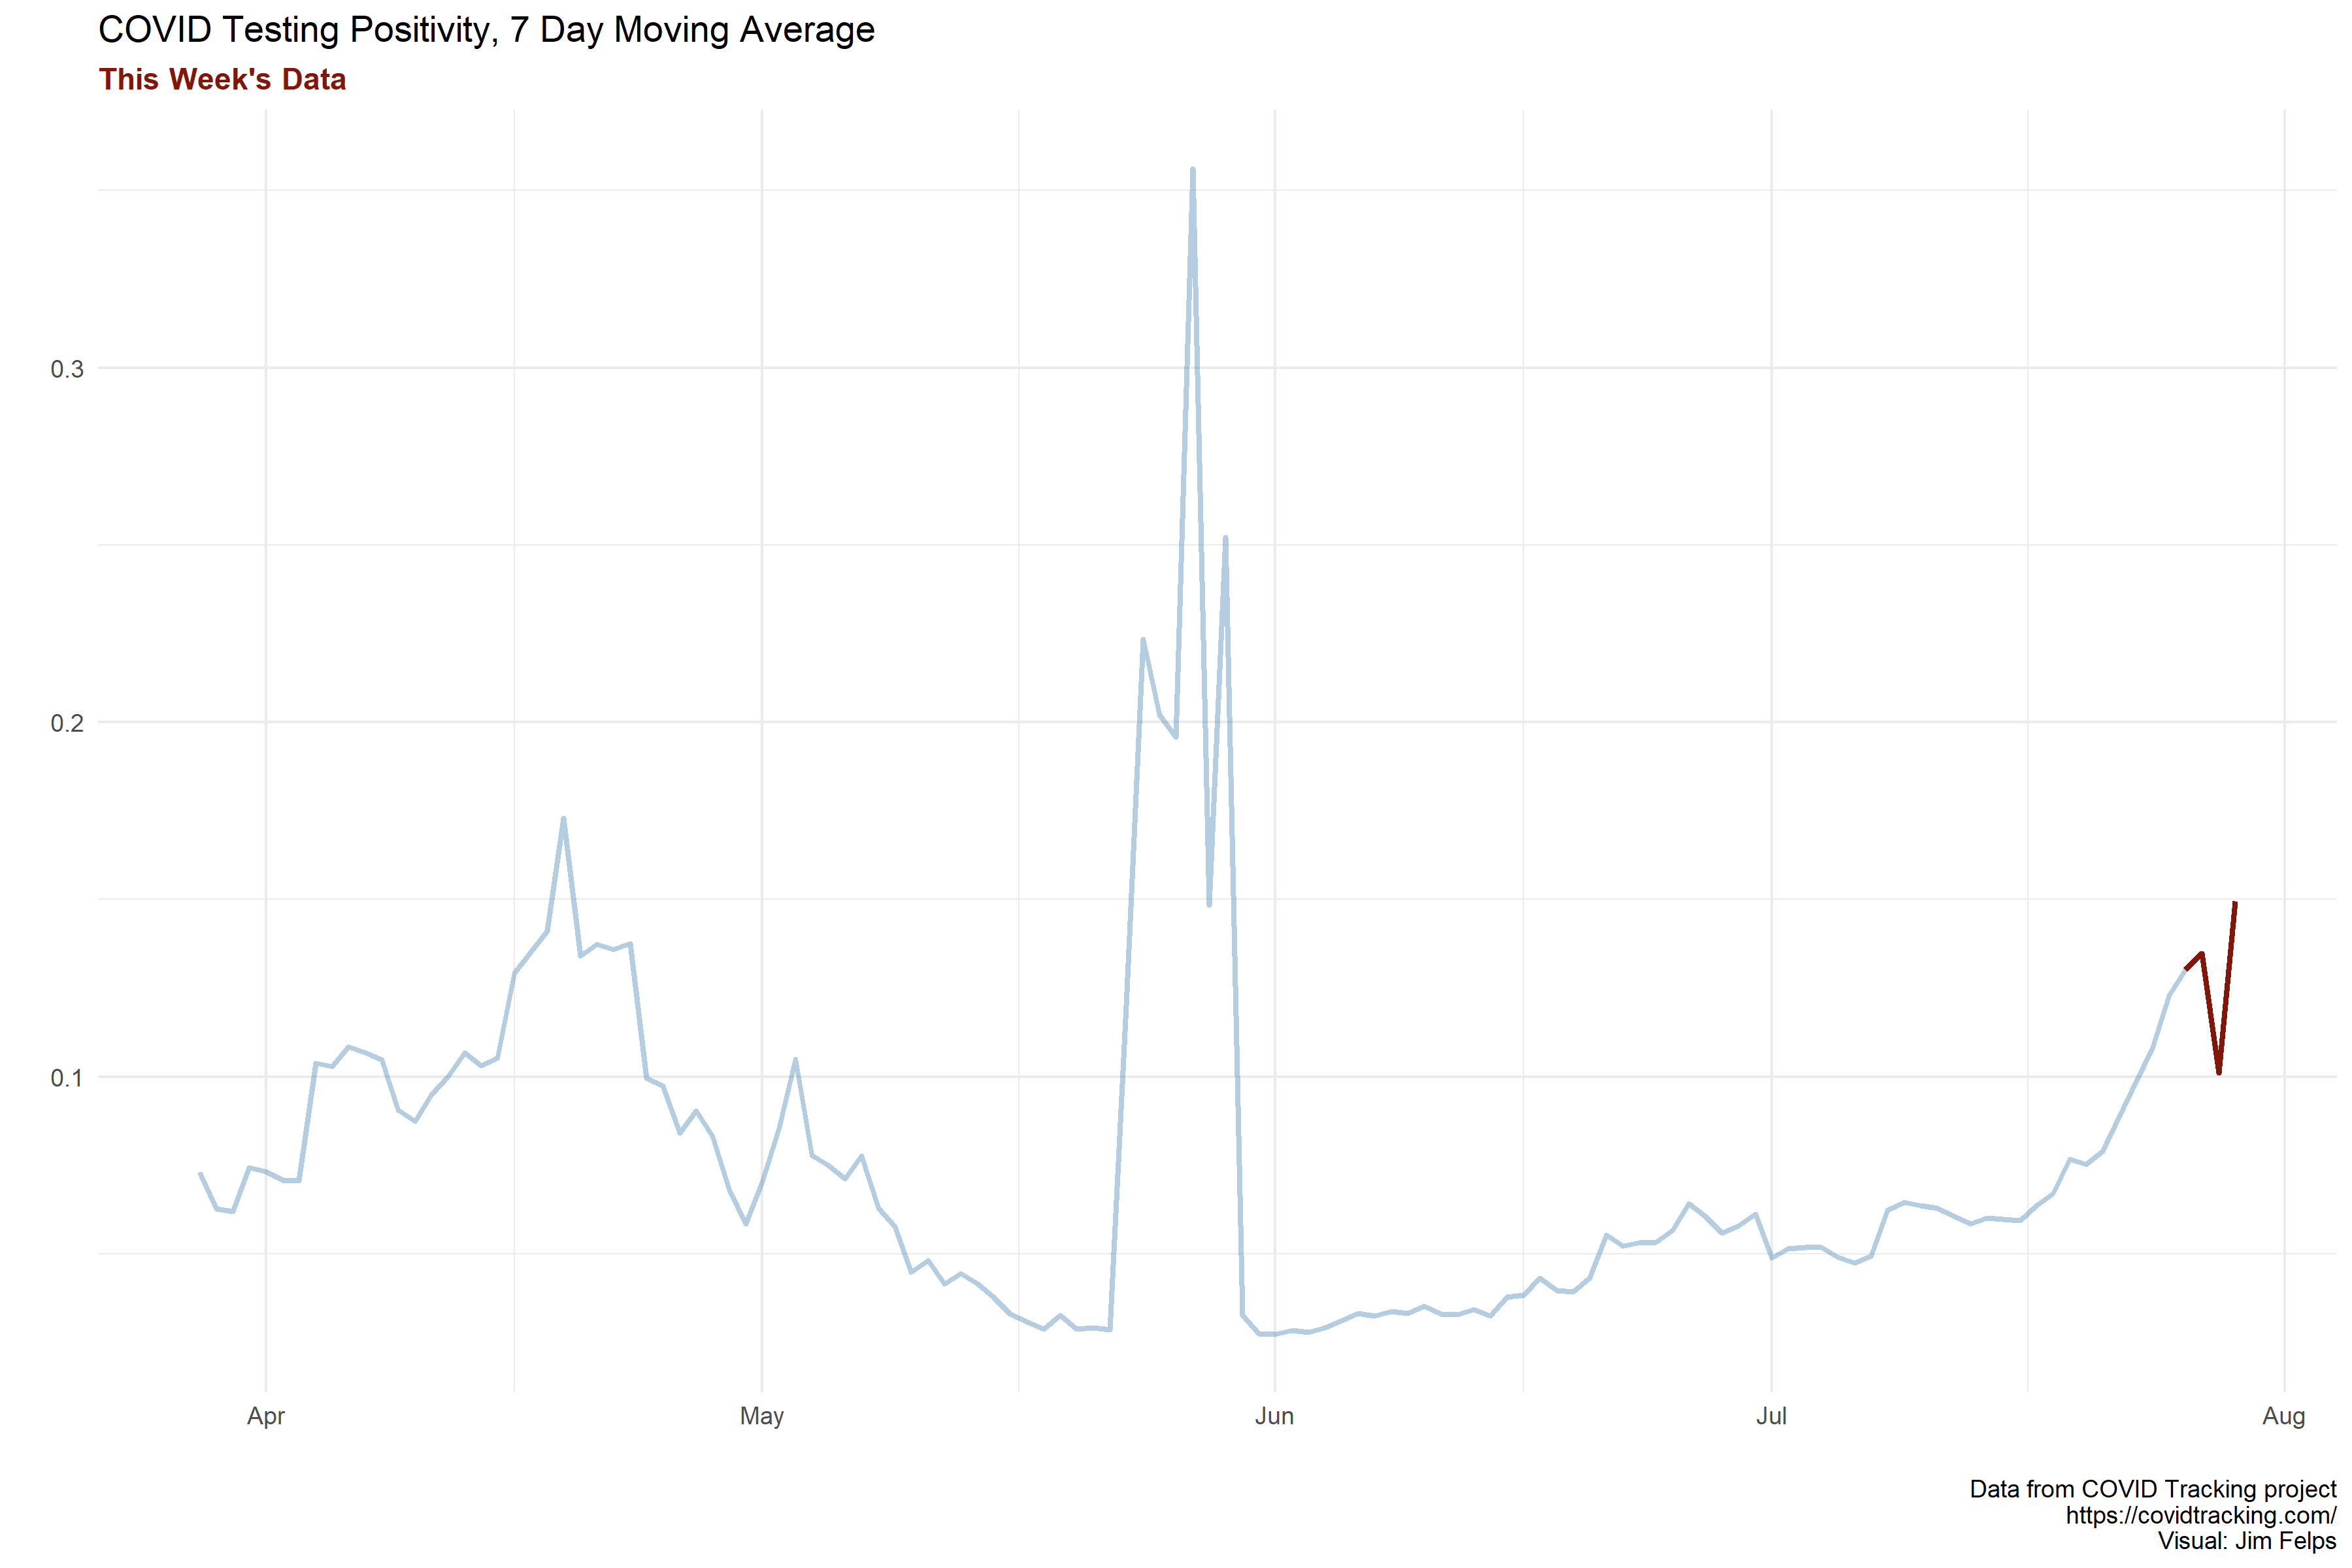 COVID Testing Positivity, 7 Day Moving Average
This Week's Data
0.3
0.2
0.1
Apr May Jun Jul Aug
Data from COVID Tracking project
https://covidtracking.com/
Visual: Jim Felps